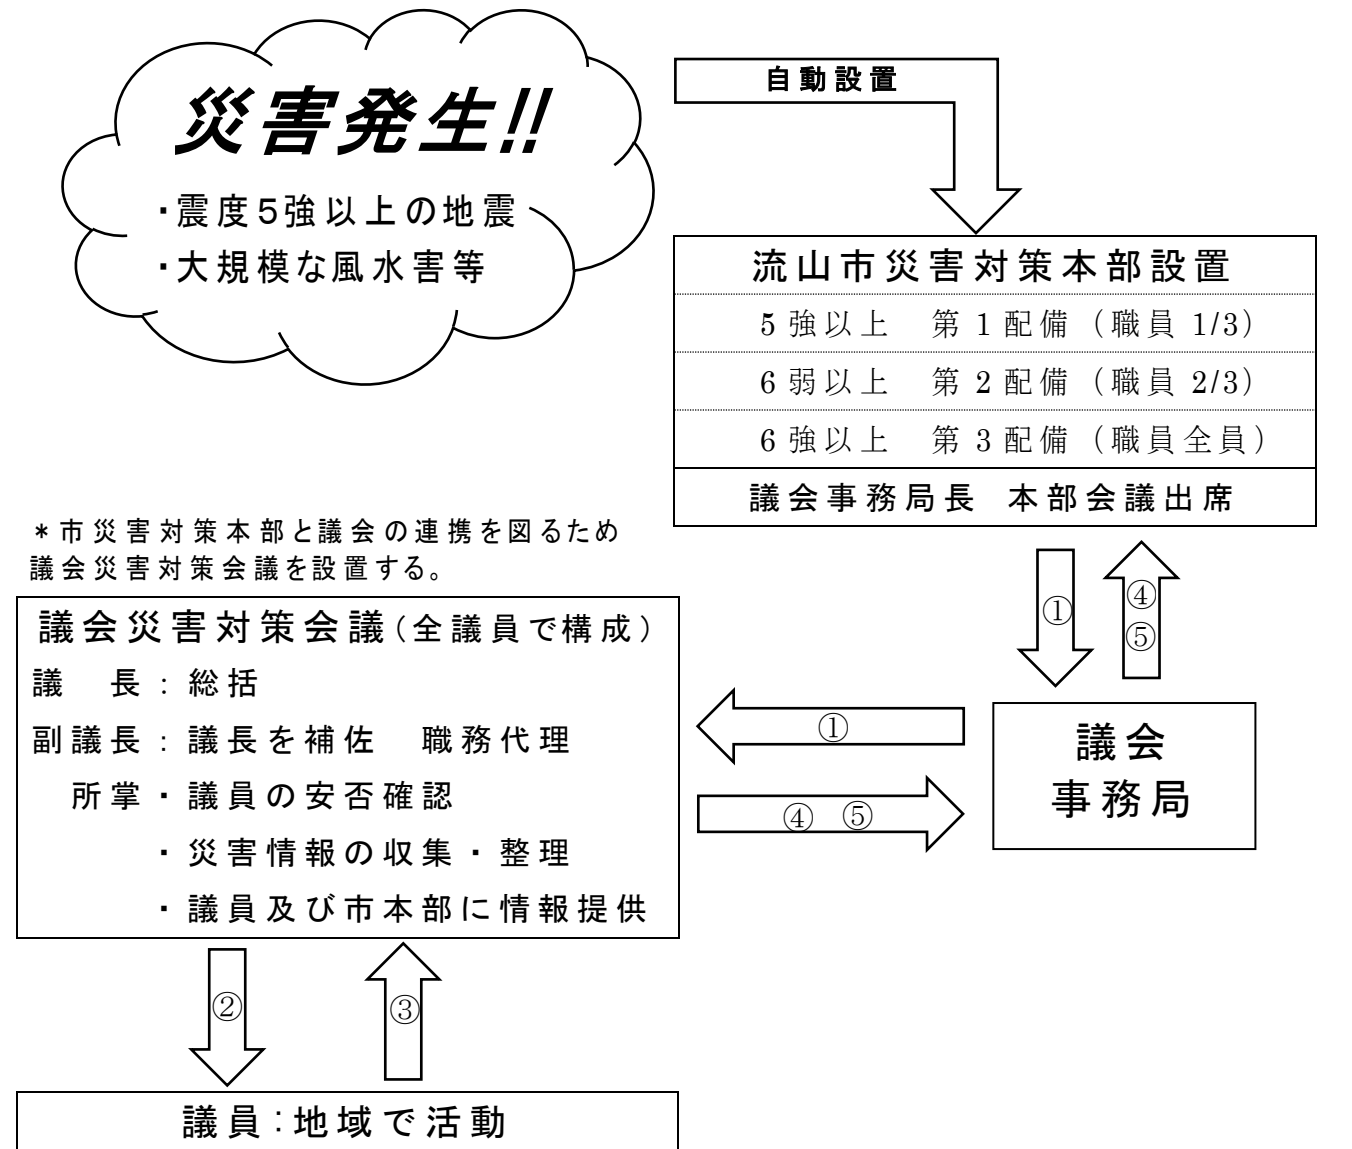 災害発生!!
・震度5強以上の地震
・大規模な風水害等
自動設置
流山市災害対策本部設置
5強以上　第1配備（職員1/3）
6弱以上　第2配備（職員2/3）
6強以上　第3配備（職員全員）
議会事務局長　本部会議出席
＊市災害対策本部と議会の連携を図るため
議会災害対策会議を設置する。
①
④
⑤
議会災害対策会議(全議員で構成)
議　長：総括
副議長：議長を補佐　職務代理
所掌・議員の安否確認
・災害情報の収集・整理
・議員及び市本部に情報提供
①
④　⑤
議会
事務局
②
③
議員：地域で活動